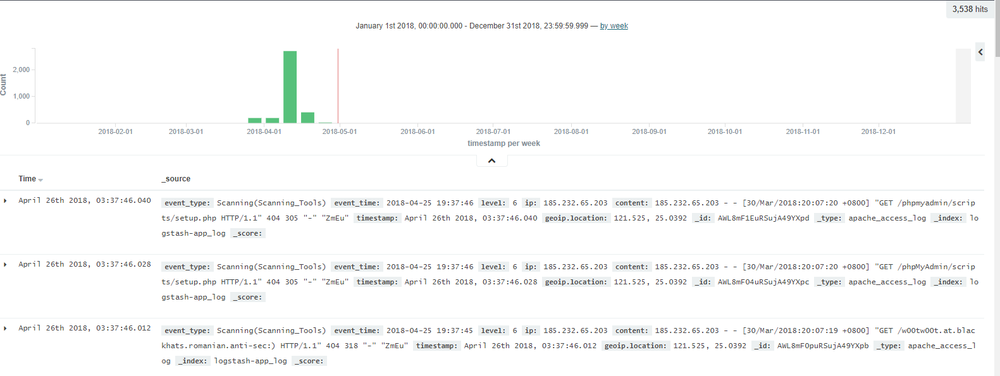 3,538 hits
January 1st 2018, 00:00:00.000 - December 31st 2018, 23:59:59.999 — by week
Count
2,000
1,000
0
2018-02-01 2018-03-01 2018-04-01 2018-05-01 2018-06-01 2018-07-01 2018-08-01 2018-09-01 2018-10-01 2018-11-01 2018-12-01
timestamp per week
Time _source
April 26th 2018, 03:37:46.040 event_type: Scanning(Scanning_Tools) event_time: 2018-04-25 19:37:46 level: 6 ip: 185.232.65.203 content: 185.232.65.203 - - [30/Mar/2018:20:07:20 +0800] "GET /phpmyadmin/scrip
ts/setup.php HTTP/1.1" 404 305 "-" "ZmEu" timestamp: April 26th 2018, 03:37:46.040 geoip.location: 121.525, 25.0392 _id: AWL8mF1EuRSujA49YXpd _type: apache_access_log _index: lo
gstash-app_log _score:
April 26th 2018, 03:37:46.028 event_type: Scanning(Scanning_Tools) event_time: 2018-04-25 19:37:46 level: 6 ip: 185.232.65.203 content: 185.232.65.203 - - [30/Mar/2018:20:07:20 +0800] "GET /phpMyAdmin/scrip
ts/setup.php HTTP/1.1" 404 305 "-" "ZmEu" timestamp: April 26th 2018, 03:37:46.028 geoip.location: 121.525, 25.0392 _id: AWL8mFO4uRSujA49YXpc _type: apache_access_log _index: lo
gstash-app_log _score:
April 26th 2018, 03:37:46.012 event_type: Scanning(Scanning_Tools) event_time: 2018-04-25 19:37:45 level: 6 ip: 185.232.65.203 content: 185.232.65.203 - - [30/Mar/2018:20:07:19 +0800] "GET /w00tw00t.at.blac
khats.romanian.anti-sec:) HTTP/1.1" 404 318 "-" "ZmEu" timestamp: April 26th 2018, 03:37:46.012 geoip.location: 121.525, 25.0392 _id: AWL8mF0puRSujA49YXpb _type: apache_access_l
og _index: logstash-app_log _score: